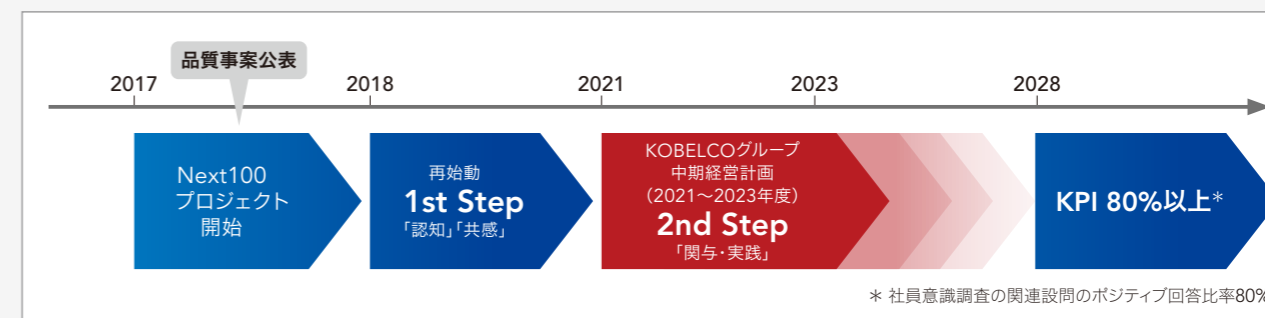 品質事案公表
2017
2018
2021
2023
2028
Next100
プロジェクト
開始
再始動
1st Step
「認知」「共感」
KOBELCOグループ
中期経営計画
(2021〜2023年度)
2nd Step
「関与・実践」
KPI 80%以上*
* 社員意識調査の関連設問のポジティブ回答比率80%